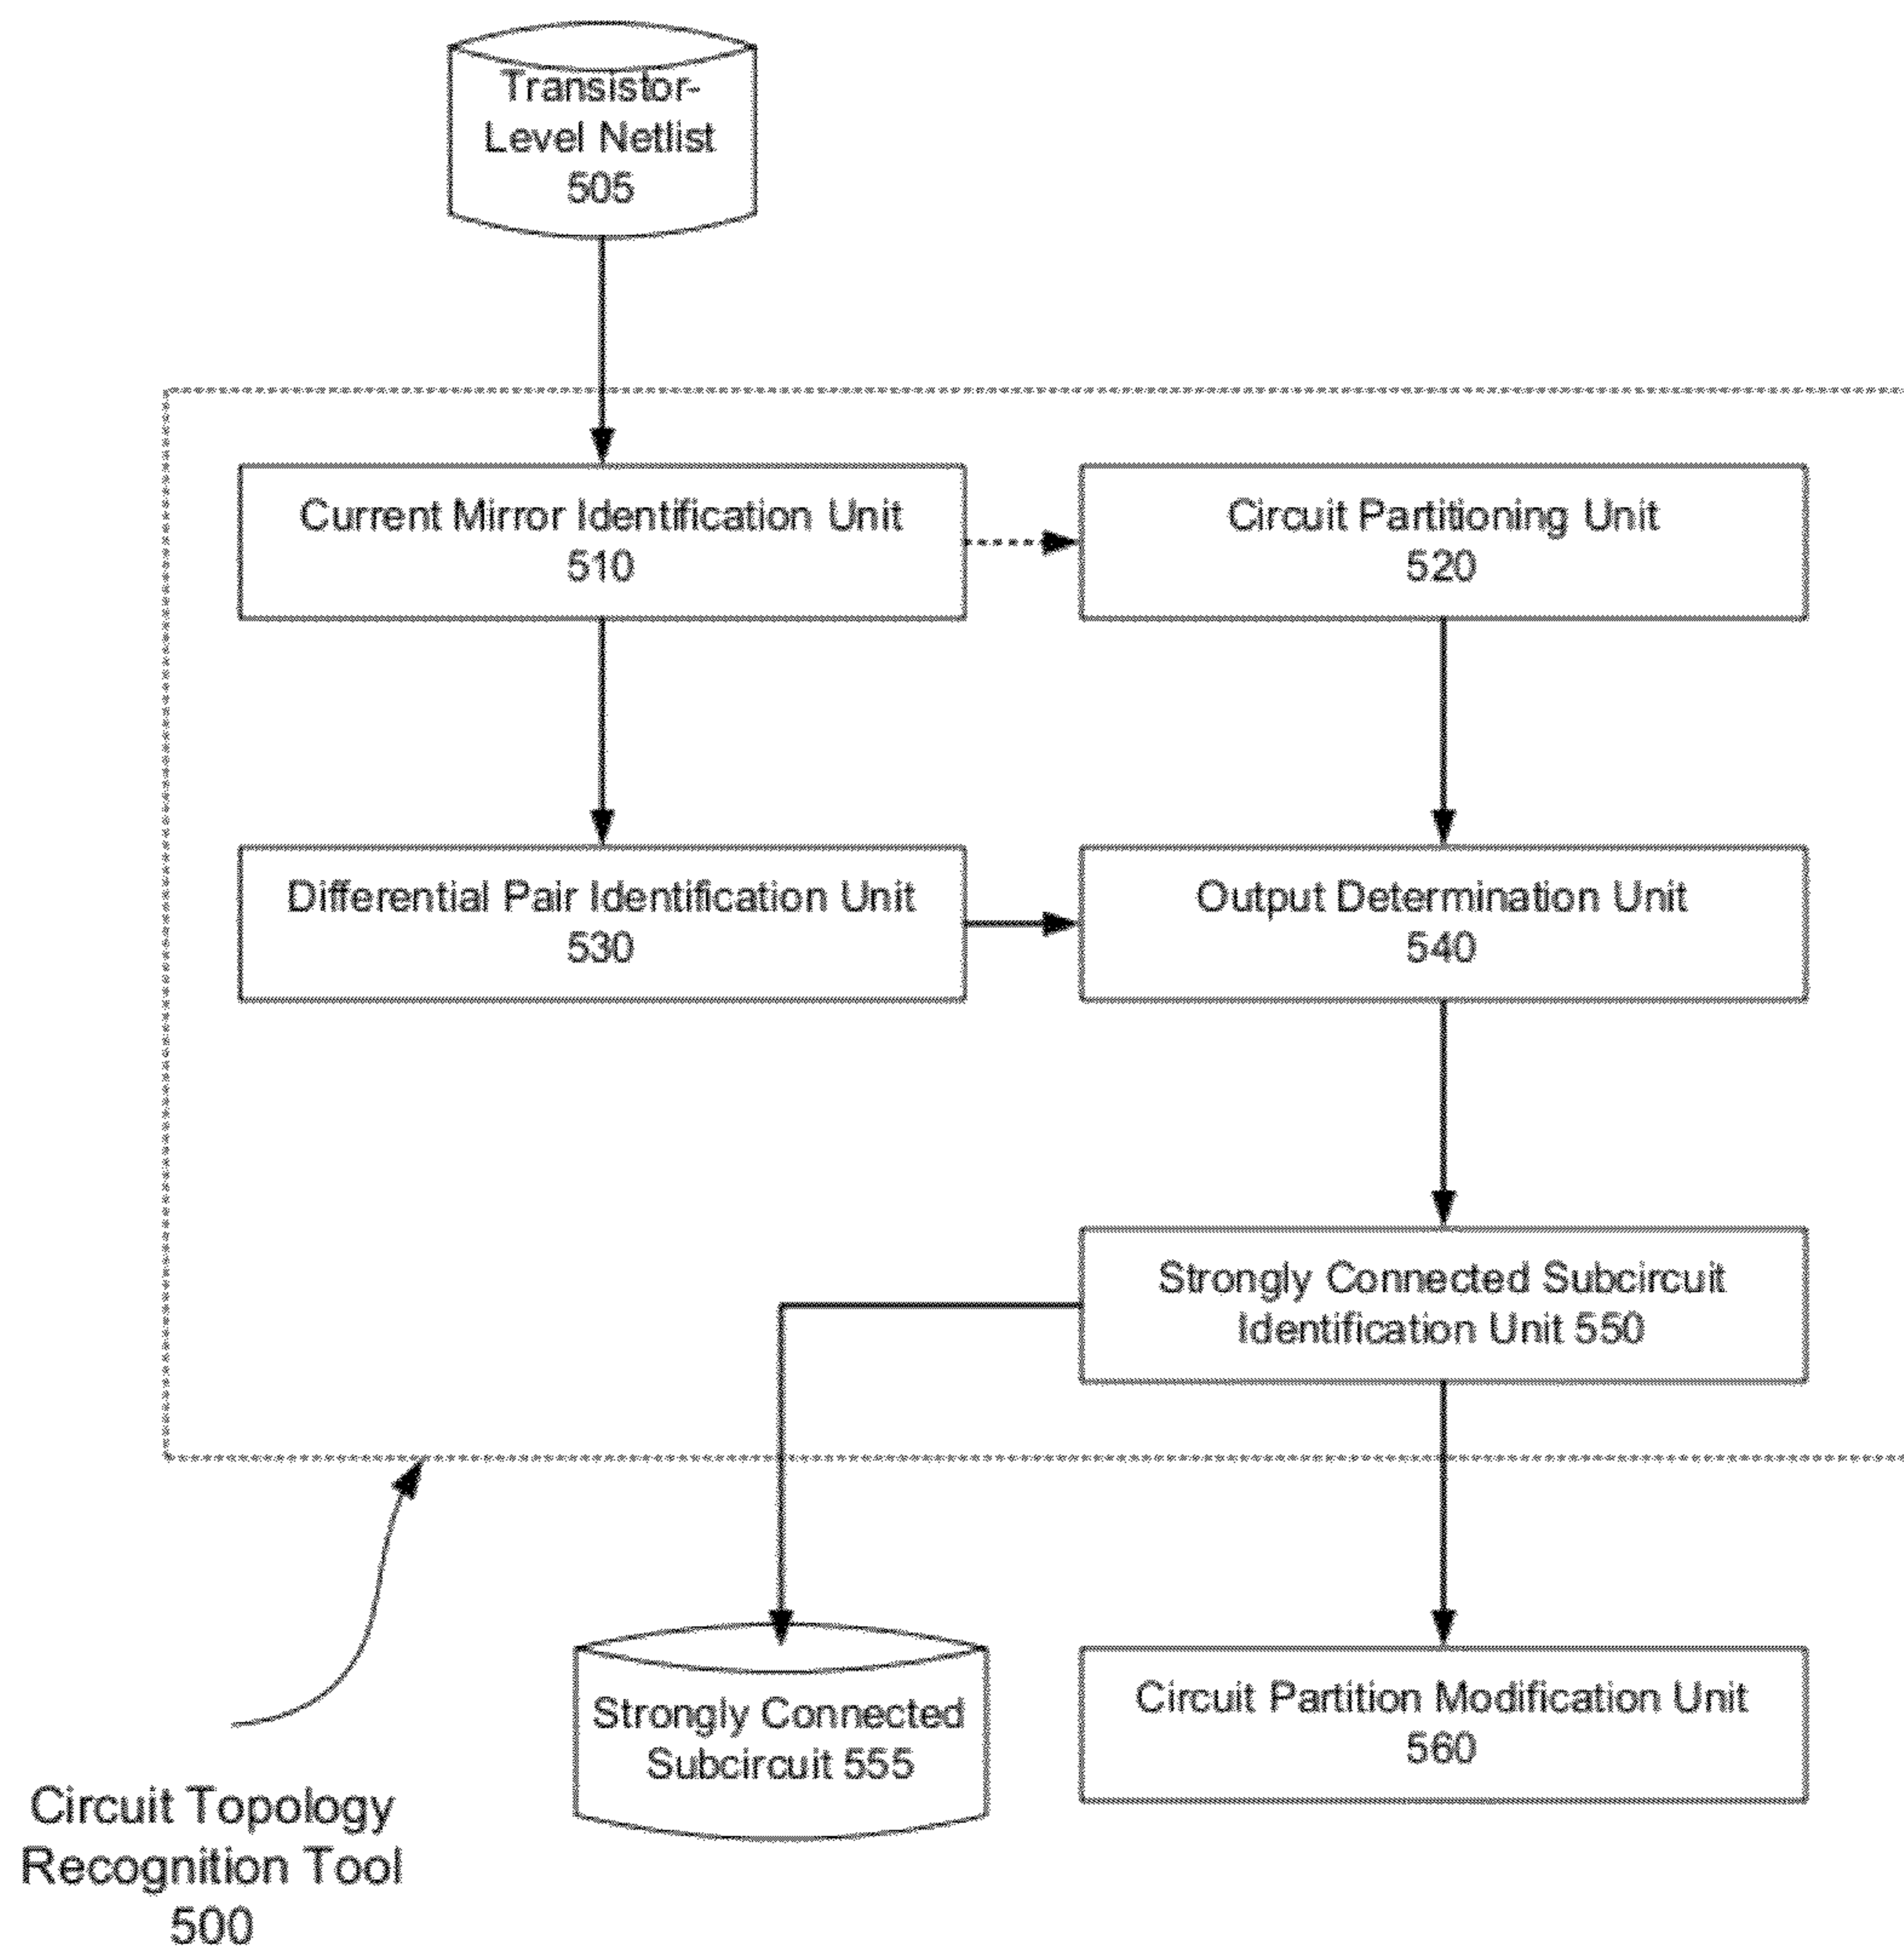 Transistor-
Level Netlist
505
Current Mirror Identification Unit
510
Circuit Partitioning Unit
520
Differential Pair Identification Unit
530
Output Determination Unit
540
Strongly Connected Subcircuit
Identification Unit 550
Strongly Connected
Subcircuit 555
Circuit Partition Modification Unit
560
Circuit Topology
Recognition Tool
500